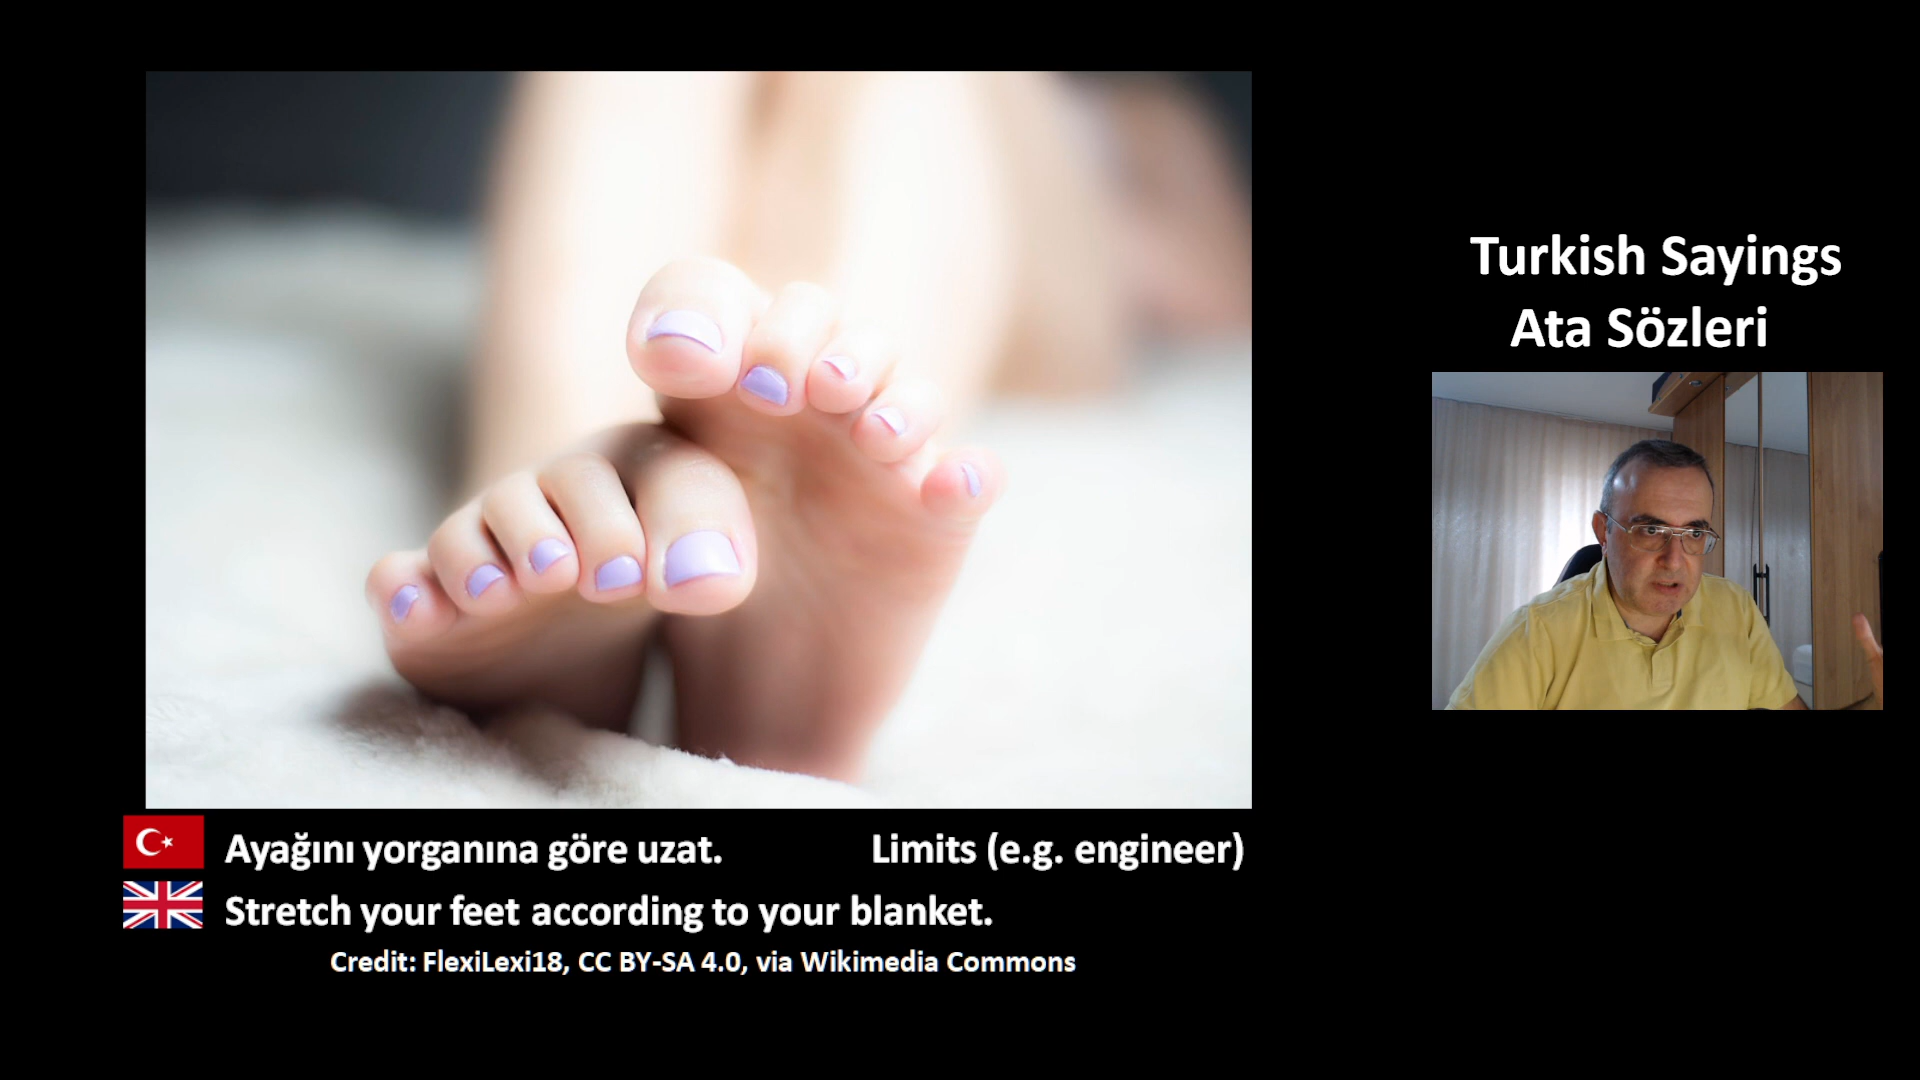 Turkish Sayings
Ata Sözleri
Ayağını yorganına göre uzat.
Limits (e.g. engineer)
Stretch your feet according to your blanket.
Credit: FlexiLexi18, CC BY-SA 4.0, via Wikimedia Commons